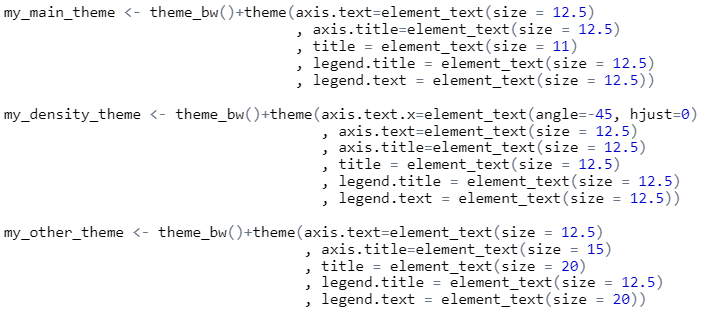 my_main_theme <- theme_bw()+theme(axis.text=element_text(size = 12.5)
                                  , axis.title=element_text(size = 12.5)
                                  , title = element_text(size = 11)
                                  , legend.title = element_text(size = 12.5)
                                  , legend.text = element_text(size = 12.5))

my_density_theme <- theme_bw()+theme(axis.text.x=element_text(angle=-45, hjust=0)
                                     , axis.text=element_text(size = 12.5)
                                     , axis.title=element_text(size = 12.5)
                                     , title = element_text(size = 12.5)
                                     , legend.title = element_text(size = 12.5)
                                     , legend.text = element_text(size = 12.5))

my_other_theme <- theme_bw()+theme(axis.text=element_text(size = 12.5)
                                   , axis.title=element_text(size = 15)
                                   , title = element_text(size = 20)
                                   , legend.title = element_text(size = 12.5)
                                   , legend.text = element_text(size = 20))